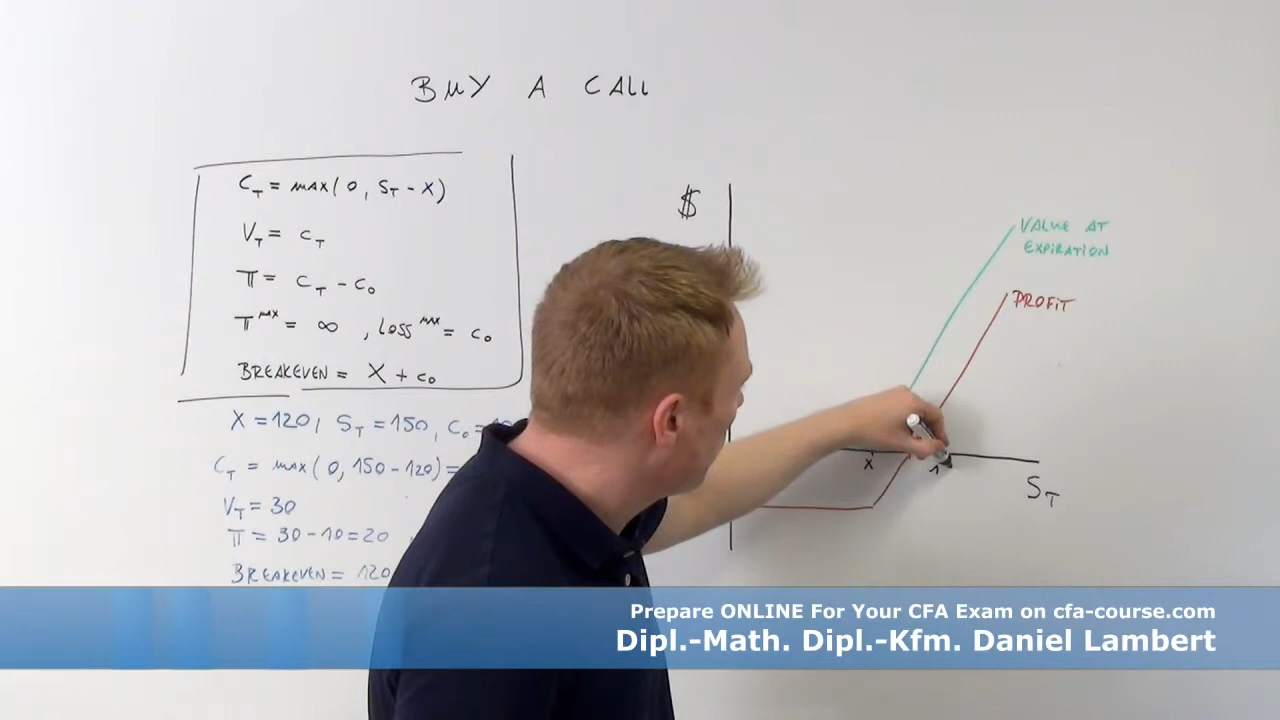 BUY A CALL
C_T = MAX(0, S_T - X)
V_T = C_T
π = C_T - C_0
π^MAX = ∞ , LOSS^MAX = C_0
BREAKEVEN = X + C_0
X = 120, S_T = 150, C_0 =
C_T = MAX(0, 150 - 120) =
V_T = 30
π = 30 - 10 = 20
BREAKEVEN = 120
$
VALUE AT
EXPIRATION
PROFIT
X
1
S_T
Prepare ONLINE For Your CFA Exam on cfa-course.com
Dipl.-Math. Dipl.-Kfm. Daniel Lambert